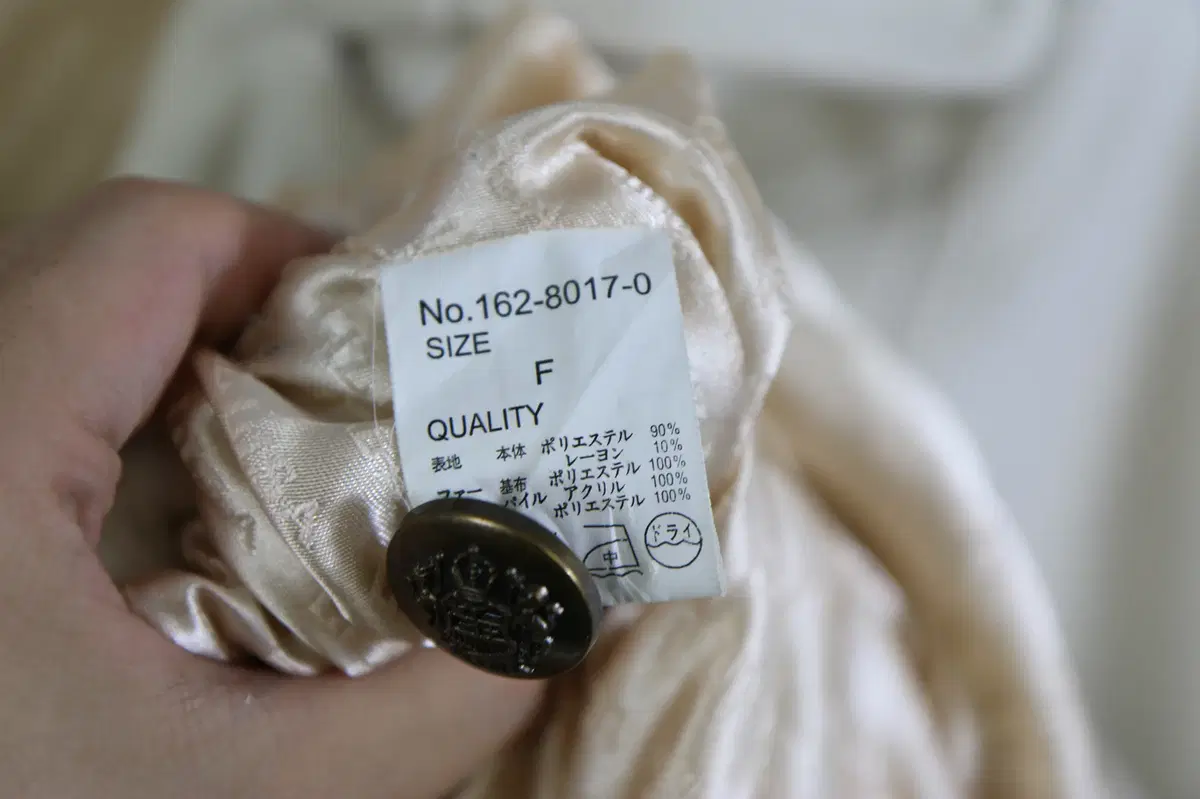 No.162-8017-0
SIZE
F
QUALITY
表地 本体 ポリエステル 90%
レーヨン 10%
ファー 基布 ポリエステル 100%
パイル アクリル 100%
ポリエステル 100%
中 ドライ